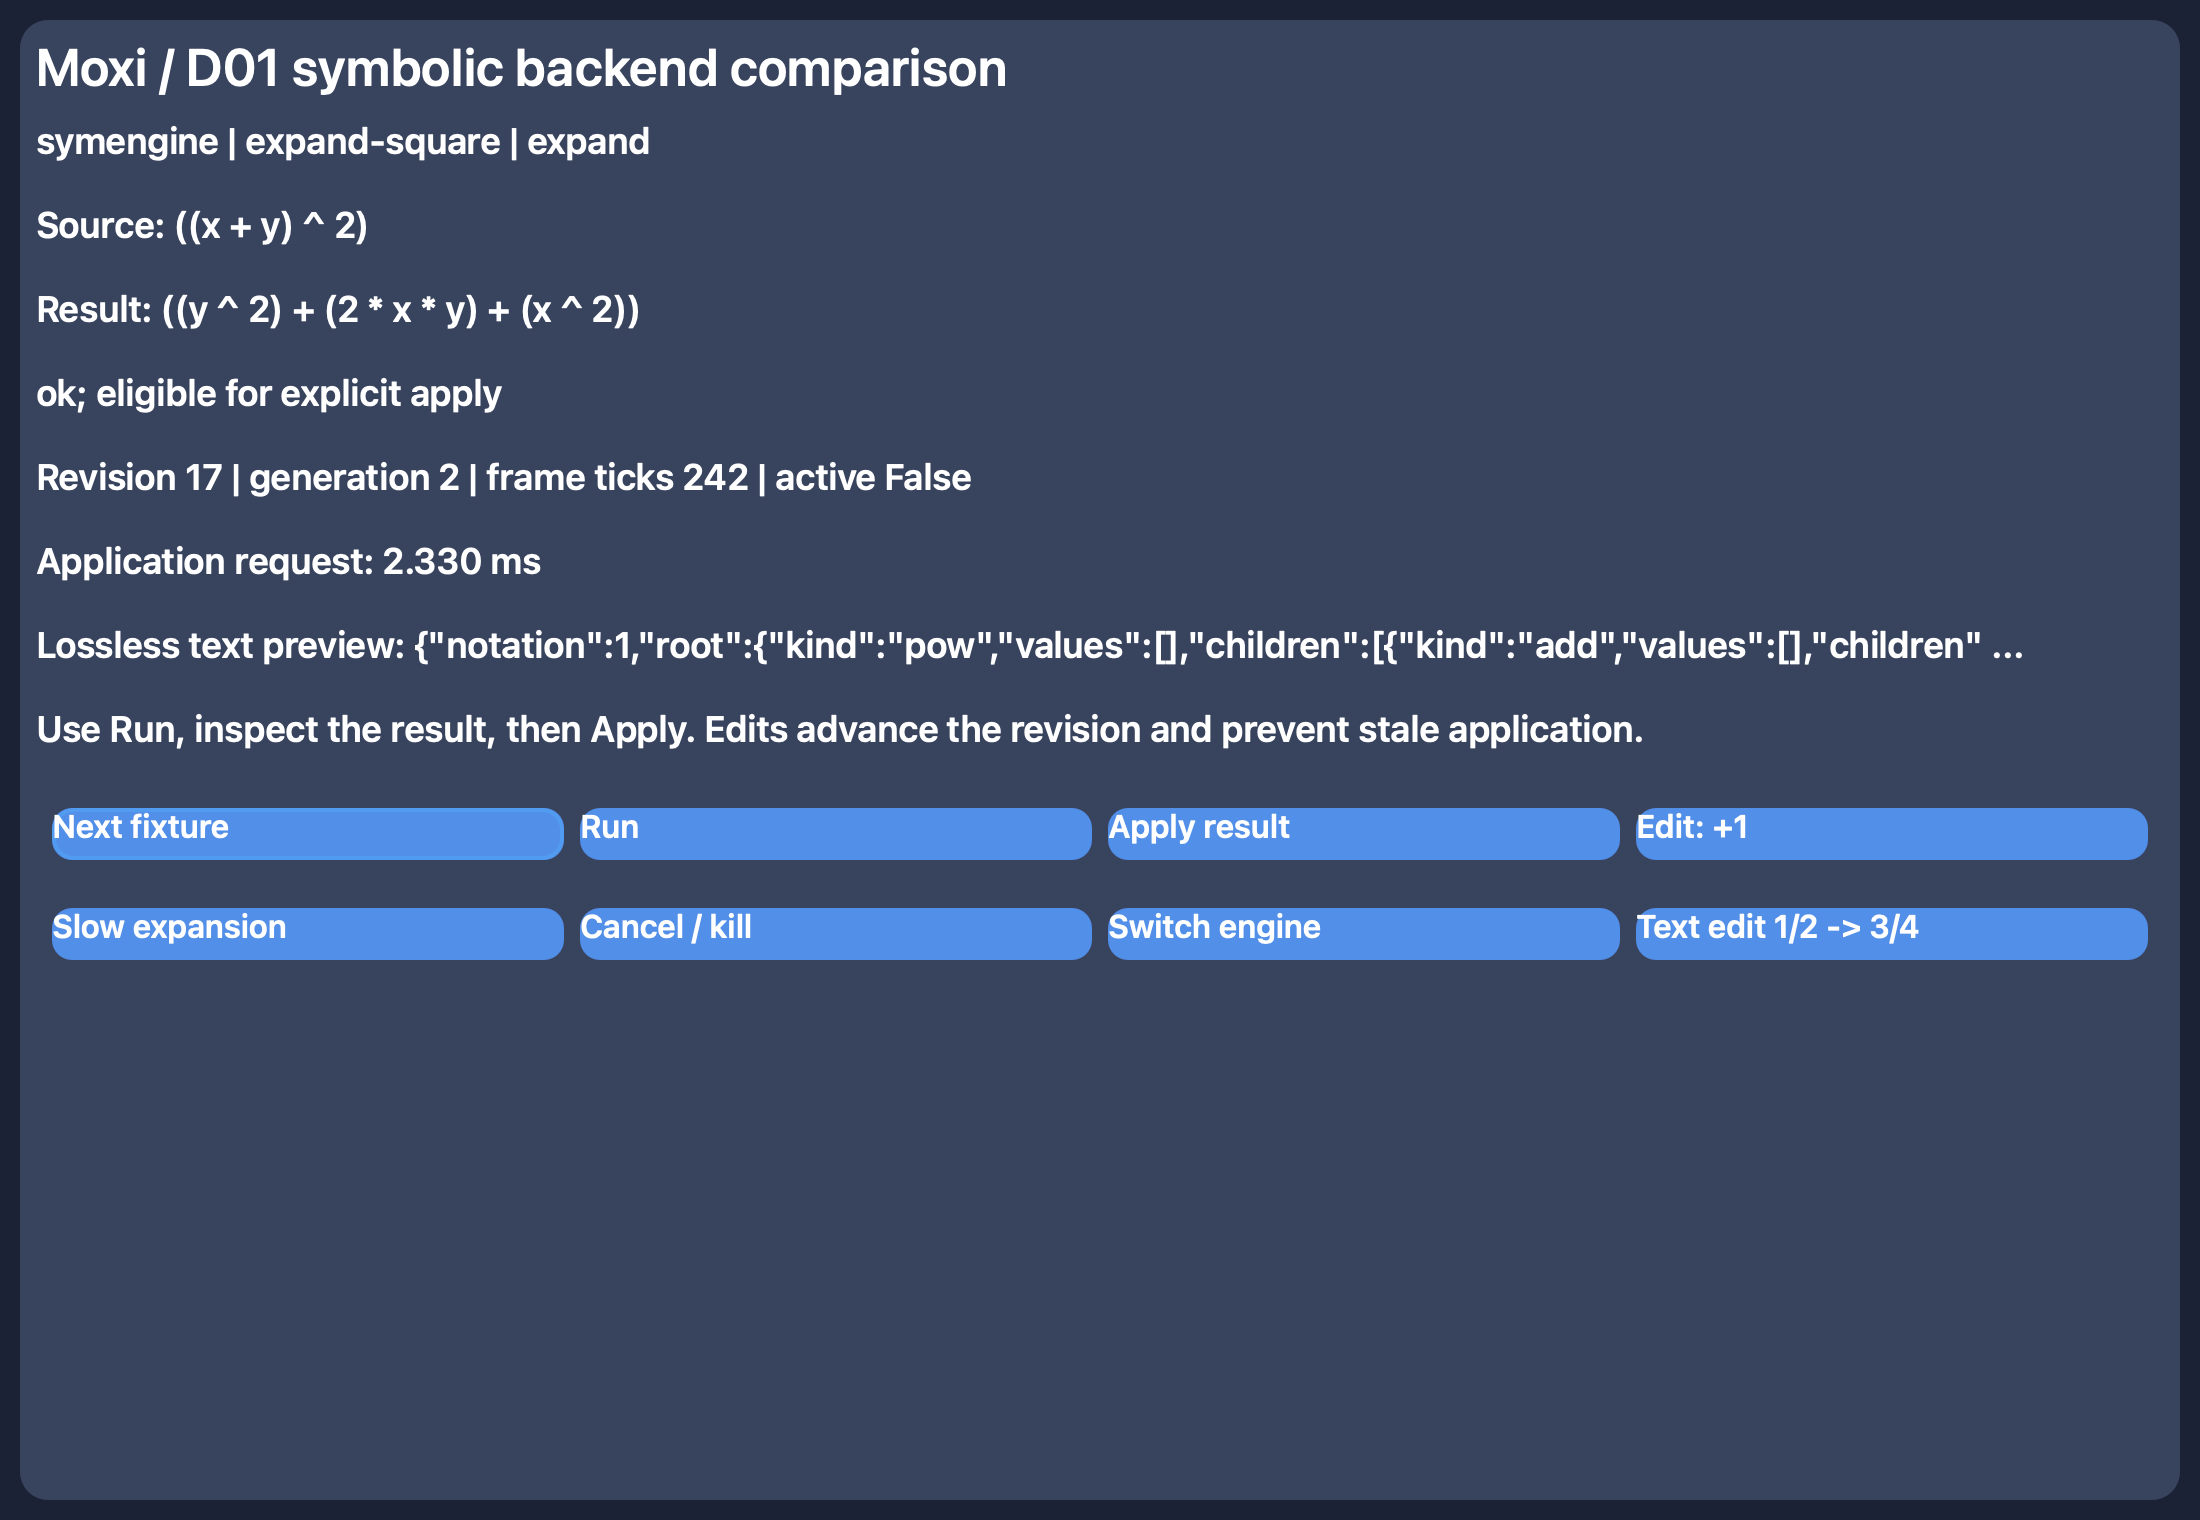 Moxi / D01 symbolic backend comparison
symengine | expand-square | expand
Source: ((x + y) ^ 2)
Result: ((y ^ 2) + (2 * x * y) + (x ^ 2))
ok; eligible for explicit apply
Revision 17 | generation 2 | frame ticks 242 | active False
Application request: 2.330 ms
Lossless text preview: {"notation":1,"root":{"kind":"pow","values":[],"children":[{"kind":"add","values":[],"children" ...
Use Run, inspect the result, then Apply. Edits advance the revision and prevent stale application.
Next fixture
Run
Apply result
Edit: +1
Slow expansion
Cancel / kill
Switch engine
Text edit 1/2 -> 3/4